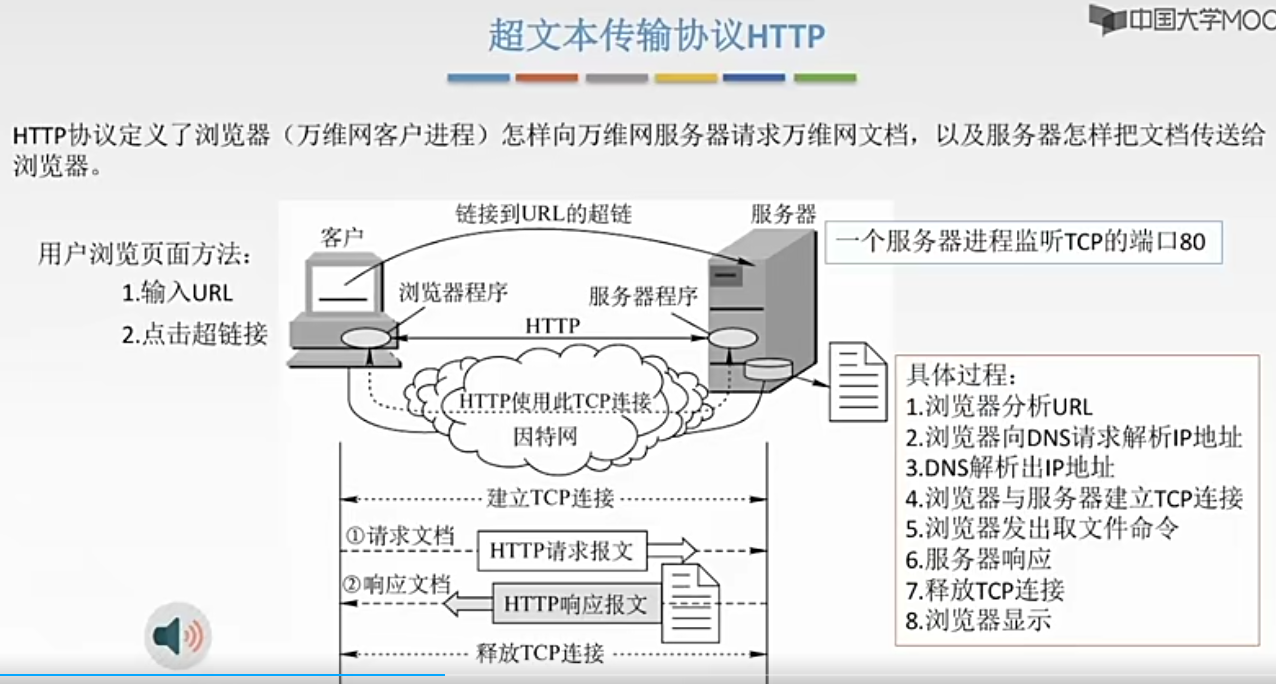 超文本传输协议HTTP
中国大学MOO
HTTP协议定义了浏览器（万维网客户进程）怎样向万维网服务器请求万维网文档，以及服务器怎样把文档传送给
浏览器。
用户浏览页面方法：
1.输入URL
2.点击超链接
链接到URL的超链
客户
服务器
一个服务器进程监听TCP的端口80
浏览器程序
服务器程序
HTTP
HTTP使用此TCP连接
因特网
建立TCP连接
①请求文档
HTTP请求报文
②响应文档
HTTP响应报文
释放TCP连接
具体过程：
1.浏览器分析URL
2.浏览器向DNS请求解析IP地址
3.DNS解析出IP地址
4.浏览器与服务器建立TCP连接
5.浏览器发出取文件命令
6.服务器响应
7.释放TCP连接
8.浏览器显示